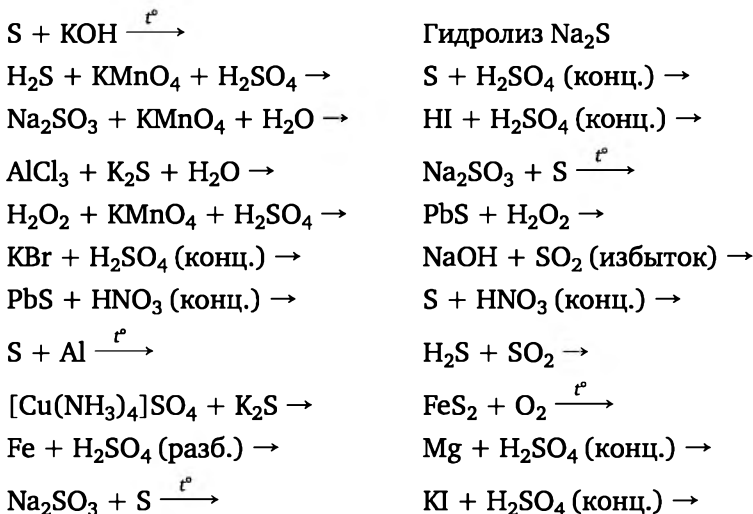 S + KOH t° ⟶
H₂S + KMnO₄ + H₂SO₄ →
Na₂SO₃ + KMnO₄ + H₂O →
AlCl₃ + K₂S + H₂O →
H₂O₂ + KMnO₄ + H₂SO₄ →
KBr + H₂SO₄ (конц.) →
PbS + HNO₃ (конц.) →
S + Al t° ⟶
[Cu(NH₃)₄]SO₄ + K₂S →
Fe + H₂SO₄ (разб.) →
Na₂SO₃ + S t° ⟶
Гидролиз Na₂S
S + H₂SO₄ (конц.) →
HI + H₂SO₄ (конц.) →
Na₂SO₃ + S t° ⟶
PbS + H₂O₂ →
NaOH + SO₂ (избыток) →
S + HNO₃ (конц.) →
H₂S + SO₂ →
FeS₂ + O₂ t° ⟶
Mg + H₂SO₄ (конц.) →
KI + H₂SO₄ (конц.) →